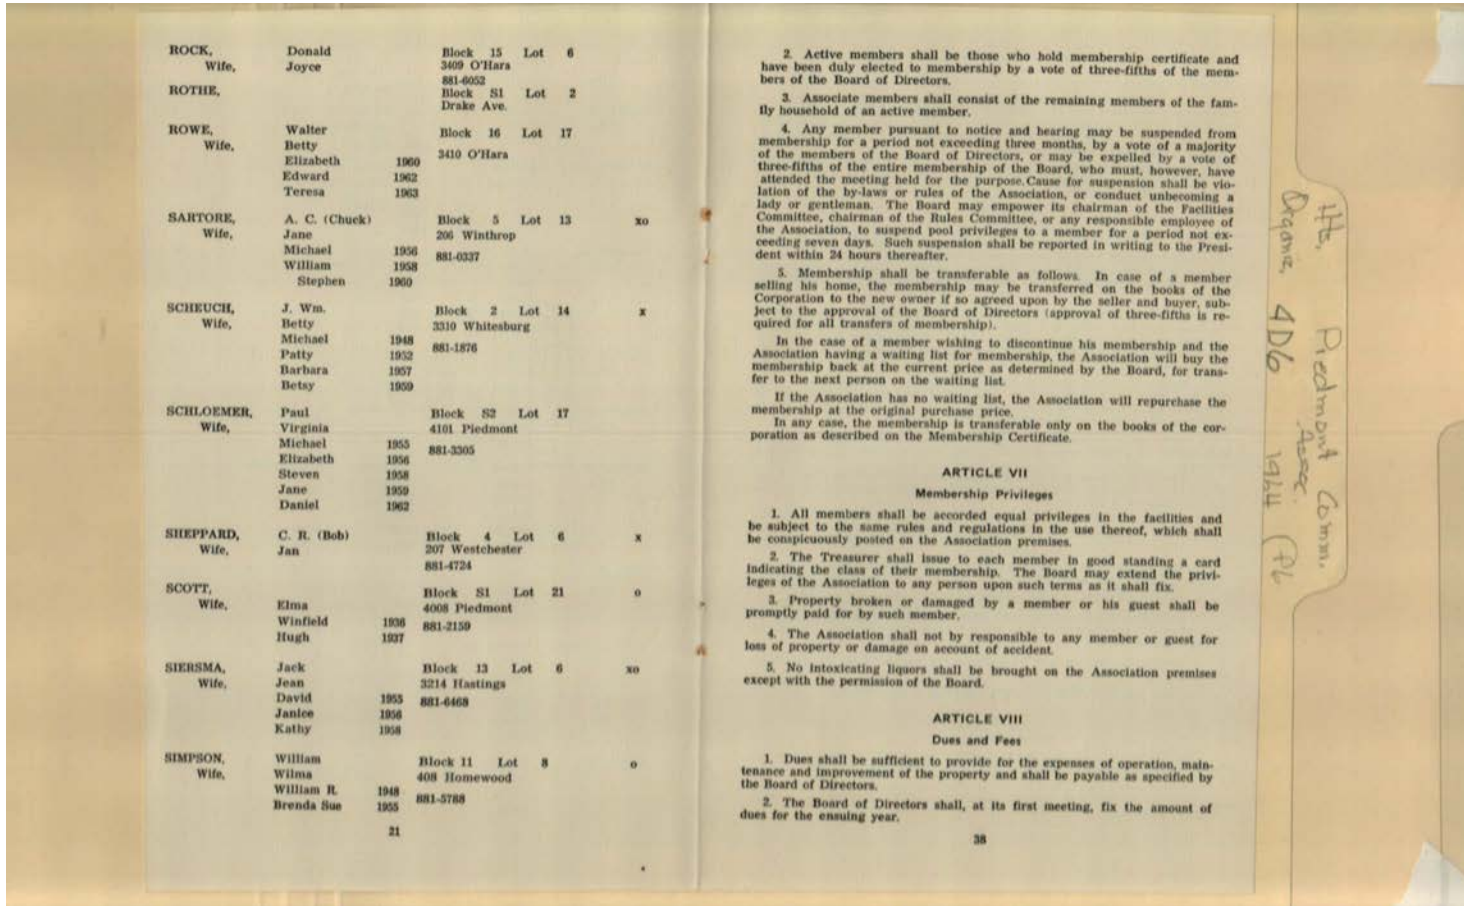 ROCK, Donald Block 15 Lot 6
Wife, Joyce 3409 O'Hara
881-6052
ROTHE, Block S1 Lot 2
Drake Ave.
ROWE, Walter Block 16 Lot 17
Wife, Betty
Elizabeth 1960 3410 O'Hara
Edward 1962
Teresa 1963
SARTORE, A. C. (Chuck) Block 5 Lot 13 xo
Wife, Jane 206 Winthrop
Michael 1956 881-0337
William 1958
Stephen 1960
SCHEUCH, J. Wm. Block 2 Lot 14 x
Wife, Betty 3310 Whitesburg
Michael 1948 881-1876
Patty 1952
Barbara 1957
Betsy 1959
SCHLOEMER, Paul Block S2 Lot 17
Wife, Virginia 4101 Piedmont
Michael 1955 881-3305
Elizabeth 1956
Steven 1958
Jane 1959
Daniel 1962
SHEPPARD, C. R. (Bob) Block 4 Lot 6 x
Wife, Jan 207 Westchester
881-4724
SCOTT, Block S1 Lot 21 o
Wife, Elma 4008 Piedmont
Winfield 1936 881-2159
Hugh 1937
SIERSMA, Jack Block 13 Lot 6 xo
Wife, Jean 3214 Hastings
David 1955 881-6468
Janice 1956
Kathy 1958
SIMPSON, William Block 11 Lot 8 o
Wife, Wilma 408 Homewood
William R. 1948 881-5788
Brenda Sue 1955
21
2. Active members shall be those who hold membership certificate and
have been duly elected to membership by a vote of three-fifths of the mem-
bers of the Board of Directors.
3. Associate members shall consist of the remaining members of the fam-
ily household of an active member.
4. Any member pursuant to notice and hearing may be suspended from
membership for a period not exceeding three months, by a vote of a majority
of the members of the Board of Directors, or may be expelled by a vote of
three-fifths of the entire membership of the Board, who must, however, have
attended the meeting held for the purpose. Cause for suspension shall be vio-
lation of the by-laws or rules of the Association, or conduct unbecoming a
lady or gentleman. The Board may empower its chairman of the Facilities
Committee, chairman of the Rules Committee, or any responsible employee of
the Association, to suspend pool privileges to a member for a period not ex-
ceeding seven days. Such suspension shall be reported in writing to the Presi-
dent within 24 hours thereafter.
5. Membership shall be transferable as follows. In case of a member
selling his home, the membership may be transferred on the books of the
Corporation to the new owner if so agreed upon by the seller and buyer, sub-
ject to the approval of the Board of Directors (approval of three-fifths is re-
quired for all transfers of membership).
In the case of a member wishing to discontinue his membership and the
Association having a waiting list for membership, the Association will buy the
membership back at the current price as determined by the Board, for trans-
fer to the next person on the waiting list.
If the Association has no waiting list, the Association will repurchase the
membership at the original purchase price.
In any case, the membership is transferable only on the books of the cor-
poration as described on the Membership Certificate.
ARTICLE VII
Membership Privileges
1. All members shall be accorded equal privileges in the facilities and
be subject to the same rules and regulations in the use thereof, which shall
be conspicuously posted on the Association premises.
2. The Treasurer shall issue to each member in good standing a card
indicating the class of their membership. The Board may extend the privi-
leges of the Association to any person upon such terms as it shall fix.
3. Property broken or damaged by a member or his guest shall be
promptly paid for by such member.
4. The Association shall not by responsible to any member or guest for
loss of property or damage on account of accident.
5. No intoxicating liquors shall be brought on the Association premises
except with the permission of the Board.
ARTICLE VIII
Dues and Fees
1. Dues shall be sufficient to provide for the expenses of operation, main-
tenance and improvement of the property and shall be payable as specified by
the Board of Directors.
2. The Board of Directors shall, at its first meeting, fix the amount of
dues for the ensuing year.
38
Hts, Piedmont Comm.
Assoc.
Organiz, 4D6 1964